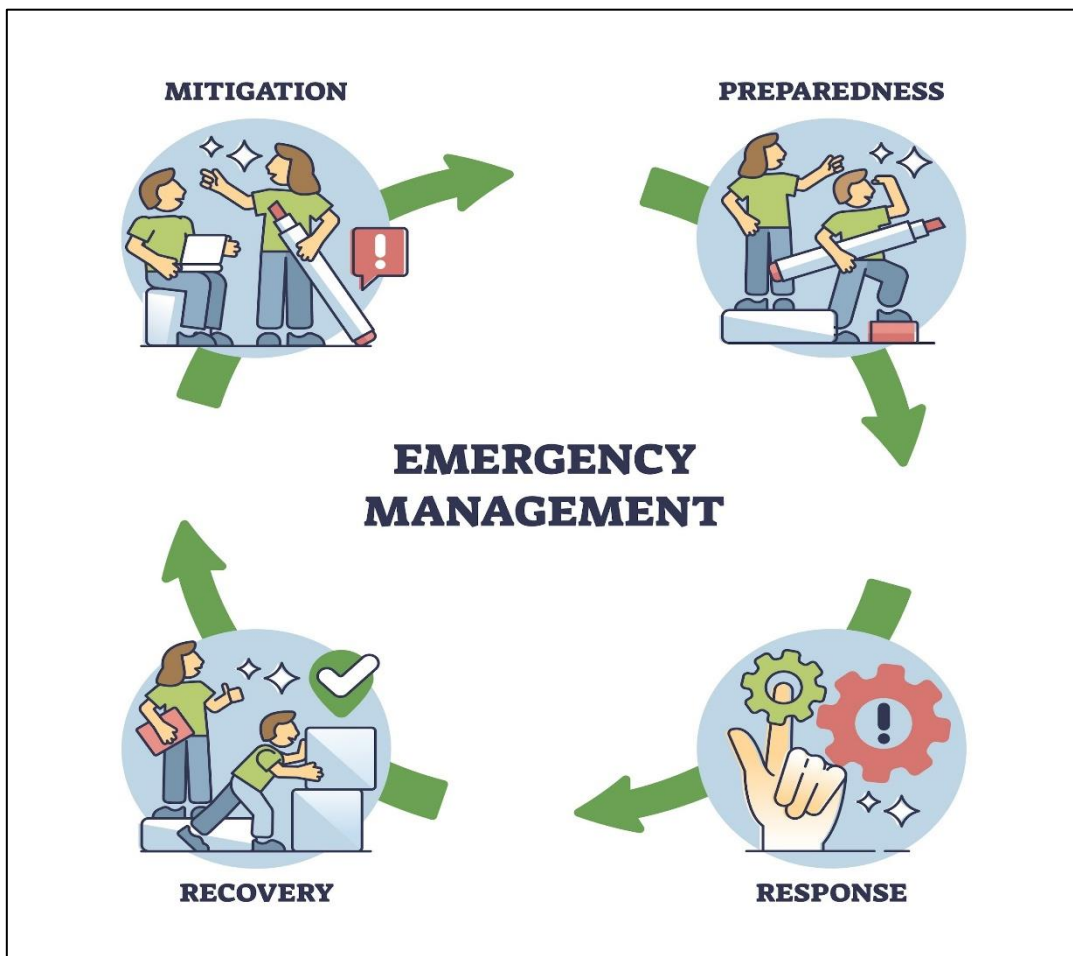 MITIGATION
PREPAREDNESS
!
EMERGENCY
MANAGEMENT
!
RECOVERY
RESPONSE